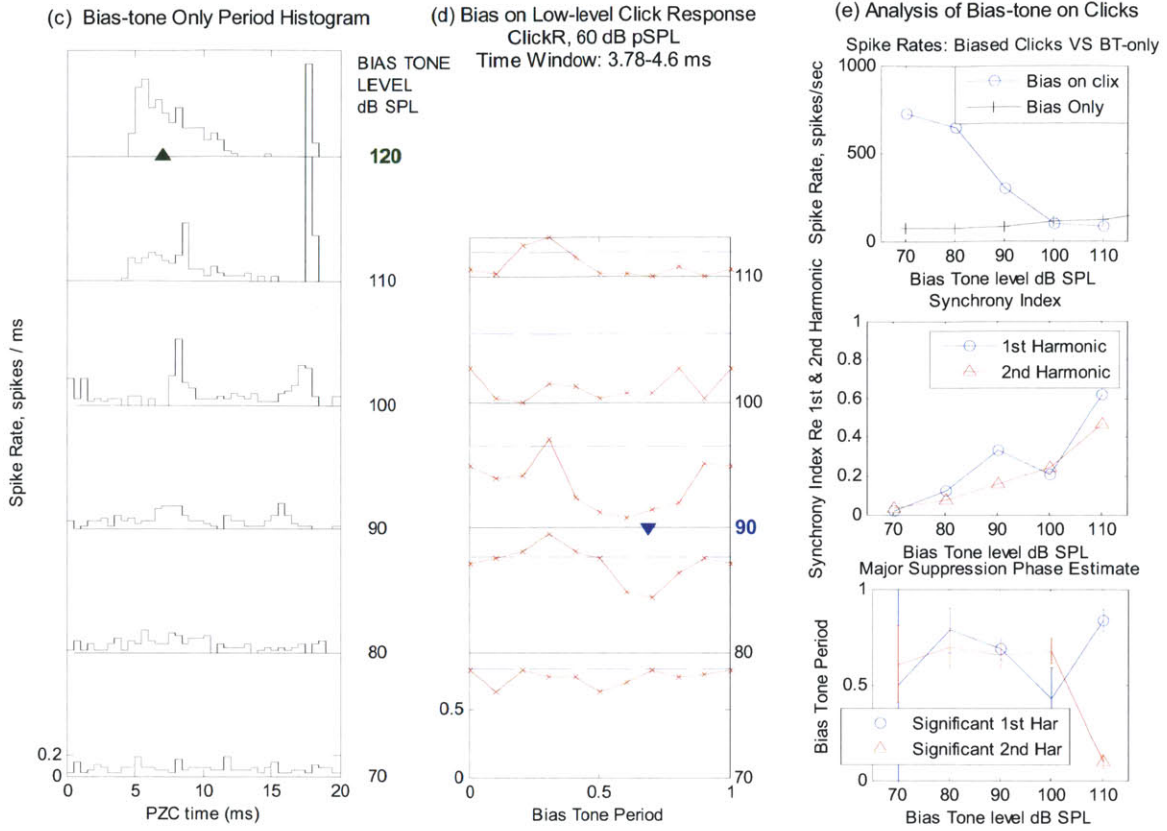 (c) Bias-tone Only Period Histogram
BIAS TONE
LEVEL
dB SPL
120
110
100
90
80
70
Spike Rate, spikes / ms
0.2
0
0 5 10 15 20
PZC time (ms)
(d) Bias on Low-level Click Response
ClickR, 60 dB pSPL
Time Window: 3.78-4.6 ms
110
100
90
80
70
0.5
0
0 0.5 1
Bias Tone Period
(e) Analysis of Bias-tone on Clicks
Spike Rates: Biased Clicks VS BT-only
1000
500
0
Spike Rate, spikes/sec
Bias on clix
Bias Only
70 80 90 100 110
Bias Tone level dB SPL
Synchrony Index
1
0.8
0.6
0.4
0.2
0
Synchrony Index Re 1st & 2nd Harmonic
1st Harmonic
2nd Harmonic
70 80 90 100 110
Bias Tone level dB SPL
Major Suppression Phase Estimate
1
0.5
0
Bias Tone Period
Significant 1st Har
Significant 2nd Har
70 80 90 100 110
Bias Tone level dB SPL